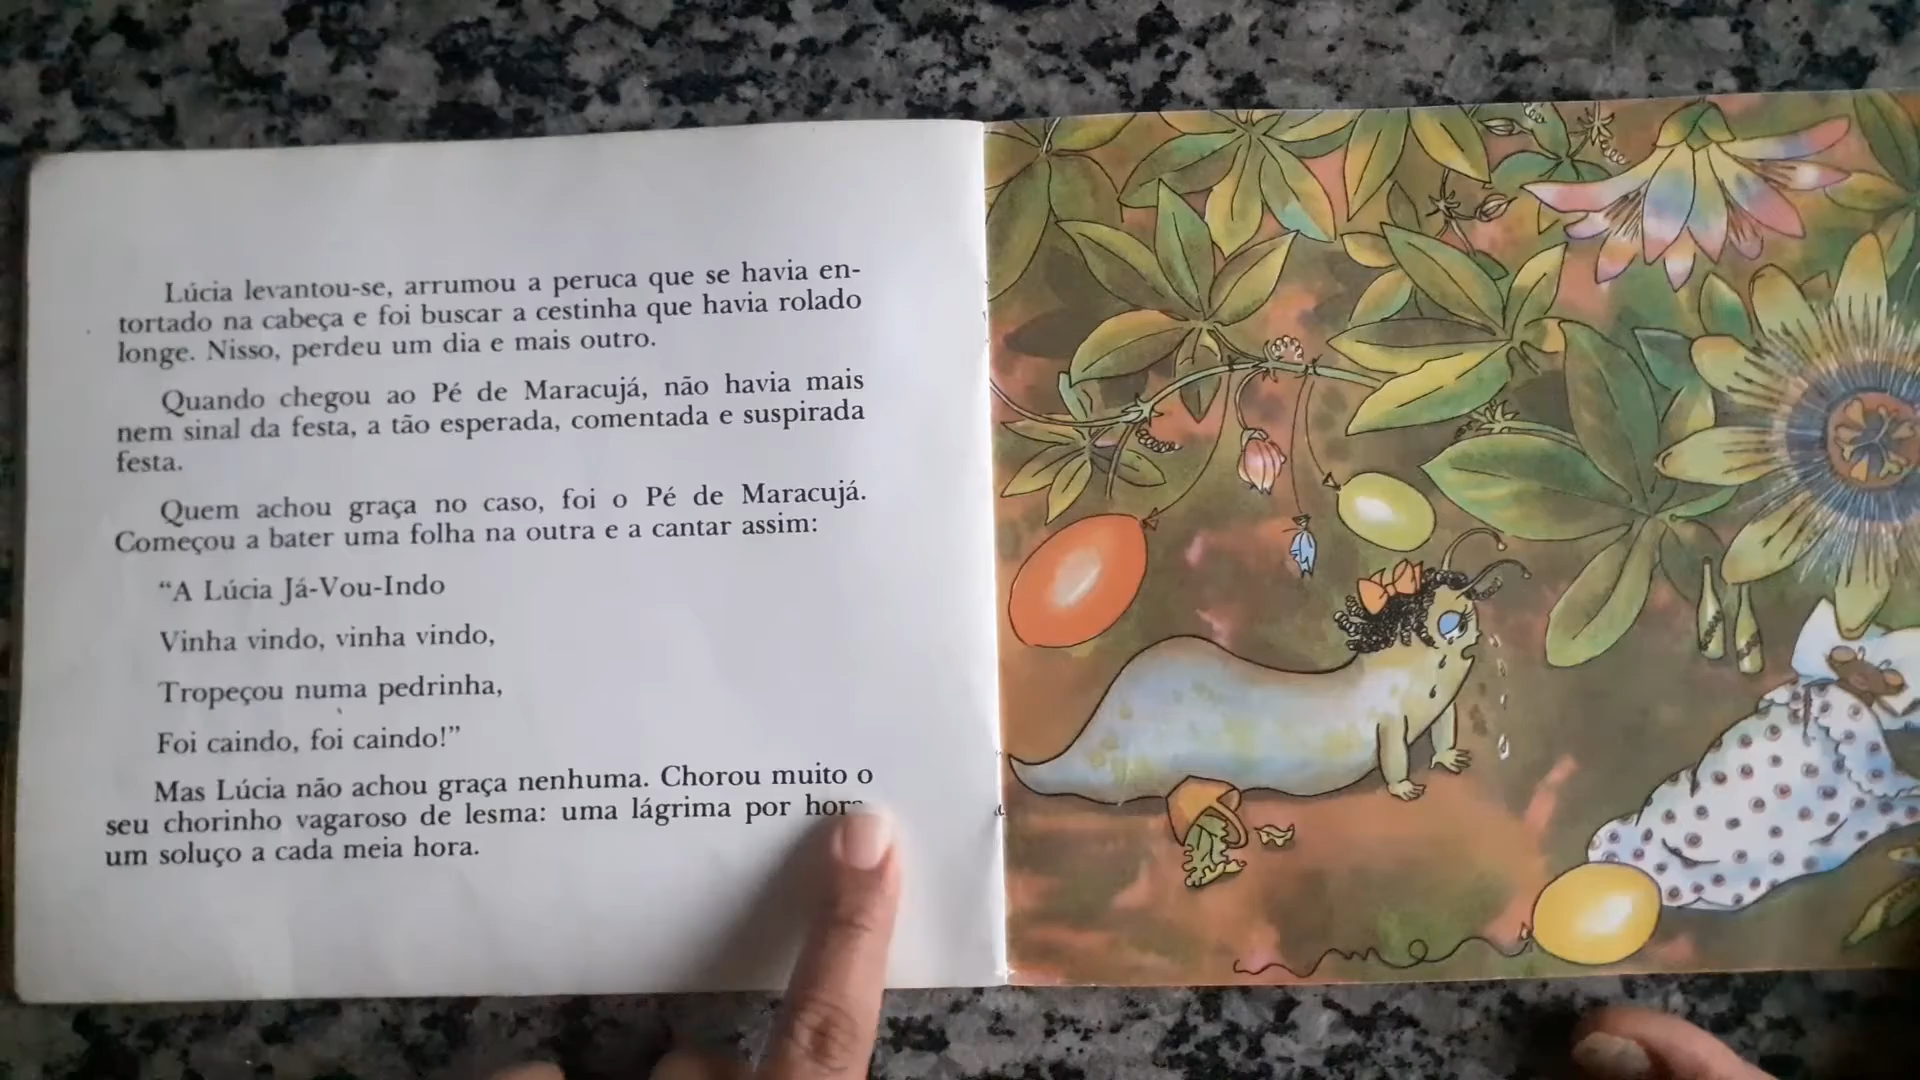 Lúcia levantou-se, arrumou a peruca que se havia en-
tortado na cabeça e foi buscar a cestinha que havia rolado
longe. Nisso, perdeu um dia e mais outro.
Quando chegou ao Pé de Maracujá, não havia mais
nem sinal da festa, a tão esperada, comentada e suspirada
festa.
Quem achou graça no caso, foi o Pé de Maracujá.
Começou a bater uma folha na outra e a cantar assim:
“A Lúcia Já-Vou-Indo
Vinha vindo, vinha vindo,
Tropeçou numa pedrinha,
Foi caindo, foi caindo!”
Mas Lúcia não achou graça nenhuma. Chorou muito o
seu chorinho vagaroso de lesma: uma lágrima por
um soluço a cada meia hora.